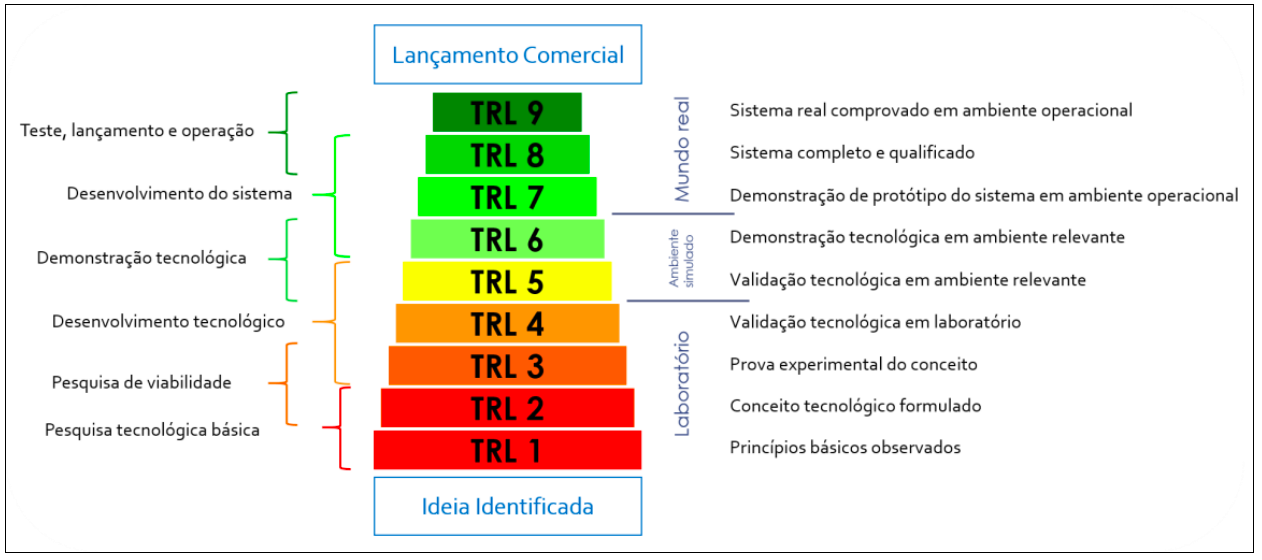 Lançamento Comercial
Teste, lançamento e operação
Desenvolvimento do sistema
Demonstração tecnológica
Desenvolvimento tecnológico
Pesquisa de viabilidade
Pesquisa tecnológica básica
TRL 9
TRL 8
TRL 7
TRL 6
TRL 5
TRL 4
TRL 3
TRL 2
TRL 1
Mundo real
Ambiente
simulado
Laboratório
Sistema real comprovado em ambiente operacional
Sistema completo e qualificado
Demonstração de protótipo do sistema em ambiente operacional
Demonstração tecnológica em ambiente relevante
Validação tecnológica em ambiente relevante
Validação tecnológica em laboratório
Prova experimental do conceito
Conceito tecnológico formulado
Princípios básicos observados
Ideia Identificada